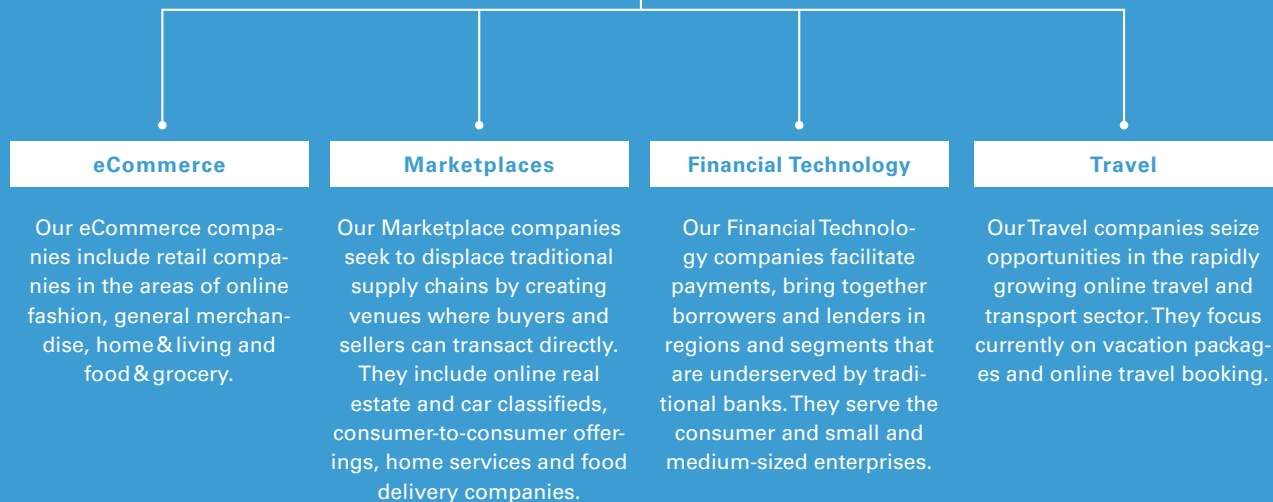 eCommerce
Our eCommerce compa-
nies include retail compa-
nies in the areas of online
fashion, general merchan-
dise, home & living and
food & grocery.
Marketplaces
Our Marketplace companies
seek to displace traditional
supply chains by creating
venues where buyers and
sellers can transact directly.
They include online real
estate and car classifieds,
consumer-to-consumer offer-
ings, home services and food
delivery companies.
Financial Technology
Our Financial Technolo-
gy companies facilitate
payments, bring together
borrowers and lenders in
regions and segments that
are underserved by tradi-
tional banks. They serve the
consumer and small and
medium-sized enterprises.
Travel
Our Travel companies seize
opportunities in the rapidly
growing online travel and
transport sector. They focus
currently on vacation packag-
es and online travel booking.